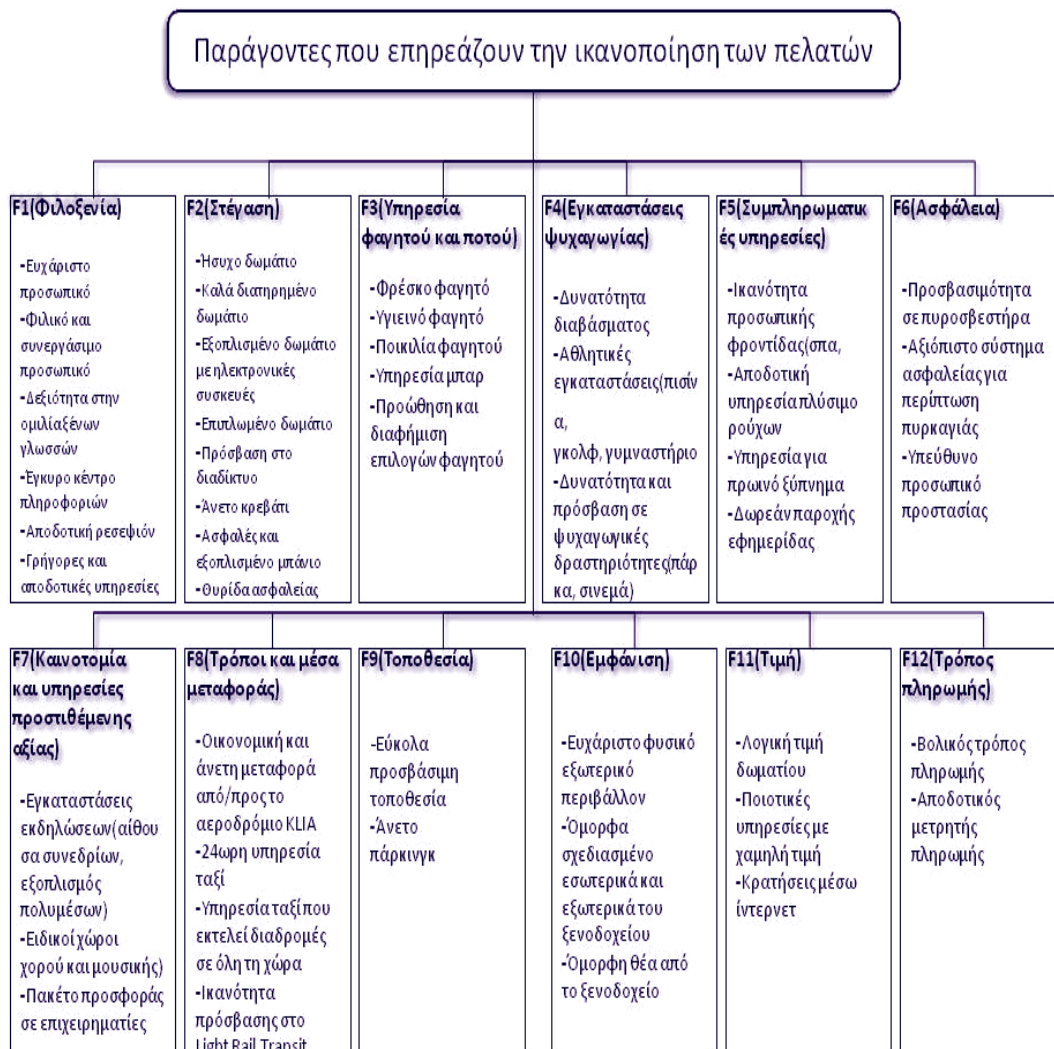 Παράγοντες που επηρεάζουν την ικανοποίηση των πελατών
F1(Φιλοξενία)
-Ευχάριστο
προσωπικό
-Φιλικό και
συνεργάσιμο
προσωπικό
-Δεξιότητα στην
ομιλίαξένων
γλωσσών
-Έγκυρο κέντρο
πληροφοριών
-Αποδοτική ρεσεψιόν
-Γρήγορες και
αποδοτικές υπηρεσίες
F2(Στέγαση)
-Ήσυχο δωμάτιο
-Καλά διατηρημένο
δωμάτιο
-Εξοπλισμένο δωμάτιο
με ηλεκτρονικές
συσκευές
-Επιπλωμένο δωμάτιο
-Πρόσβαση στο
διαδίκτυο
-Άνετο κρεβάτι
-Ασφαλές και
εξοπλισμένο μπάνιο
-Θυρίδα ασφαλείας
F3(Υπηρεσία
φαγητού και ποτού)
-Φρέσκο φαγητό
-Υγιεινό φαγητό
-Ποικιλία φαγητού
-Υπηρεσία μπαρ
-Προώθηση και
διαφήμιση
επιλογών φαγητού
F4(Εγκαταστάσεις
ψυχαγωγίας)
-Δυνατότητα
διαβάσματος
-Αθλητικές
εγκαταστάσεις(πισίν
α,
γκολφ, γυμναστήριο
-Δυνατότητα και
πρόσβαση σε
ψυχαγωγικές
δραστηριότητες(πάρ
κα, σινεμά)
F5(Συμπληρωματικ
ές υπηρεσίες)
-Ικανότητα
προσωπικής
φροντίδας(σπα,
-Αποδοτική
υπηρεσία πλύσιμο
ρούχων
-Υπηρεσία για
πρωινό ξύπνημα
-Δωρεάν παροχής
εφημερίδας
F6(Ασφάλεια)
-Προσβασιμότητα
σε πυροσβεστήρα
-Αξιόπιστο σύστημα
ασφαλείας για
περίπτωση
πυρκαγιάς
-Υπεύθυνο
προσωπικό
προστασίας
F7(Καινοτομία
και υπηρεσίες
προστιθέμενης
αξίας)
-Εγκαταστάσεις
εκδηλώσεων(αίθου
σα συνεδρίων,
εξοπλισμός
πολυμέσων)
-Ειδικοί χώροι
χορού και μουσικής)
-Πακέτο προσφοράς
σε επιχειρηματίες
F8(Τρόποι και μέσα
μεταφοράς)
-Οικονομική και
άνετη μεταφορά
από/προς το
αεροδρόμιο KLIA
-24ωρη υπηρεσία
ταξί
-Υπηρεσία ταξί που
εκτελεί διαδρομές
σε όλη τη χώρα
-Ικανότητα
πρόσβασης στο
Light Rail Transit
F9(Τοποθεσία)
-Εύκολα
προσβάσιμη
τοποθεσία
-Άνετο
πάρκινγκ
F10(Εμφάνιση)
-Ευχάριστο φυσικό
εξωτερικό
περιβάλλον
-Όμορφα
σχεδιασμένο
εσωτερικά και
εξωτερικά του
ξενοδοχείου
-Όμορφη θέα από
το ξενοδοχείο
F11(Τιμή)
-Λογική τιμή
δωματίου
-Ποιοτικές
υπηρεσίες με
χαμηλή τιμή
-Κρατήσεις μέσω
ίντερνετ
F12(Τρόπος
πληρωμής)
-Βολικός τρόπος
πληρωμής
-Αποδοτικός
μετρητής
πληρωμής